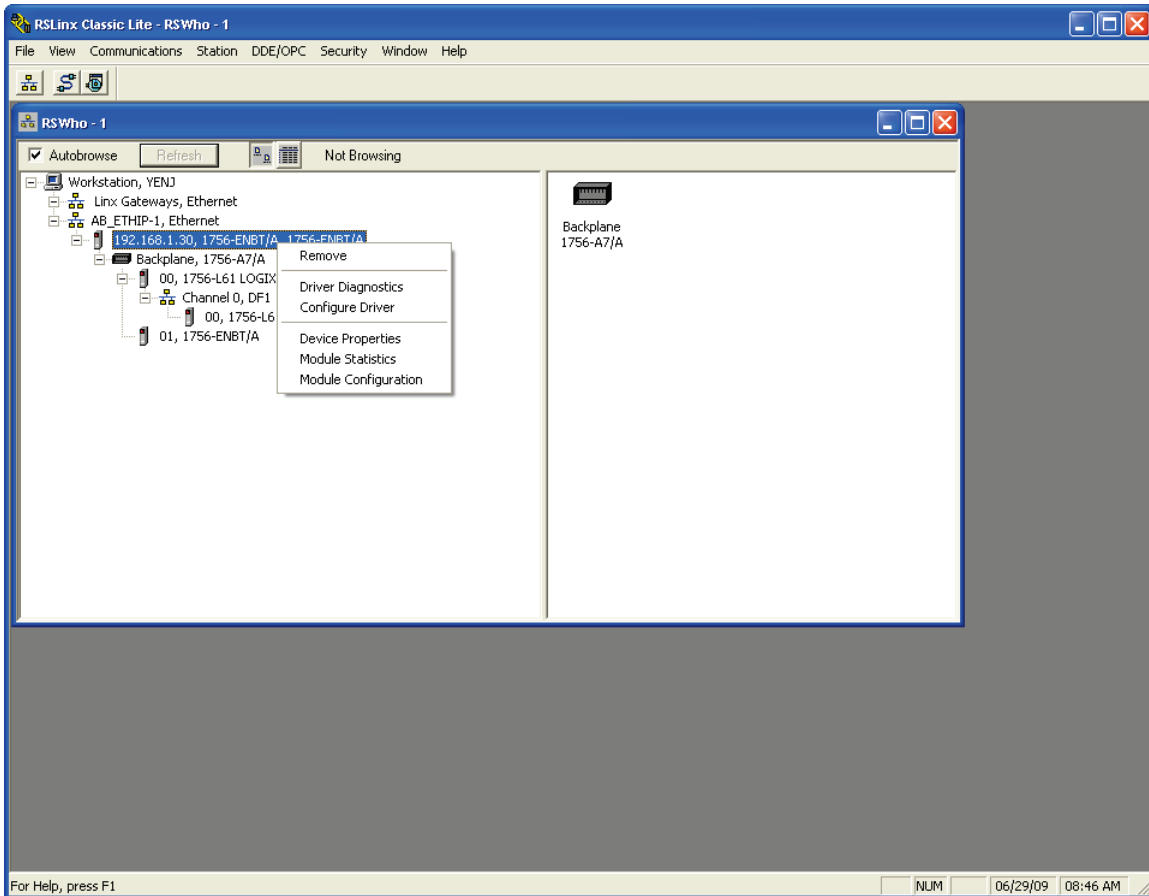 RSLinx Classic Lite - RSWho - 1
File View Communications Station DDE/OPC Security Window Help
RSWho - 1
Autobrowse Refresh Not Browsing
Workstation, YENJ
Linx Gateways, Ethernet
AB_ETHIP-1, Ethernet
192.168.1.30, 1756-ENBT/A, 1756-ENBT/A
Backplane, 1756-A7/A
00, 1756-L61 LOGIX
Channel 0, DF1
00, 1756-L6
01, 1756-ENBT/A
Remove
Driver Diagnostics
Configure Driver
Device Properties
Module Statistics
Module Configuration
Backplane
1756-A7/A
For Help, press F1 NUM 06/29/09 08:46 AM